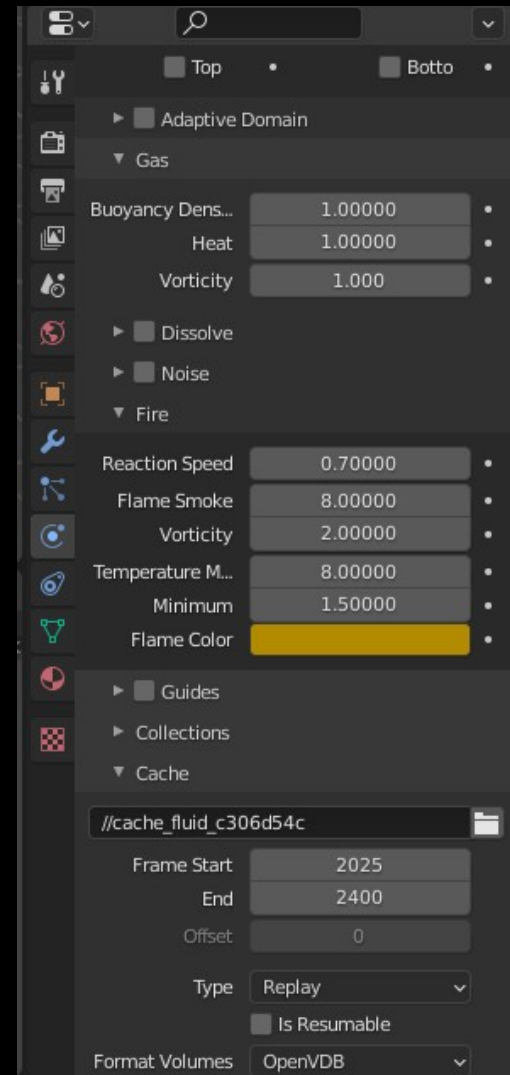 Top Botto
Adaptive Domain
Gas
Buoyancy Dens... 1.00000
Heat 1.00000
Vorticity 1.000
Dissolve
Noise
Fire
Reaction Speed 0.70000
Flame Smoke 8.00000
Vorticity 2.00000
Temperature M... 8.00000
Minimum 1.50000
Flame Color
Guides
Collections
Cache
//cache_fluid_c306d54c
Frame Start 2025
End 2400
Offset 0
Type Replay
Is Resumable
Format Volumes OpenVDB